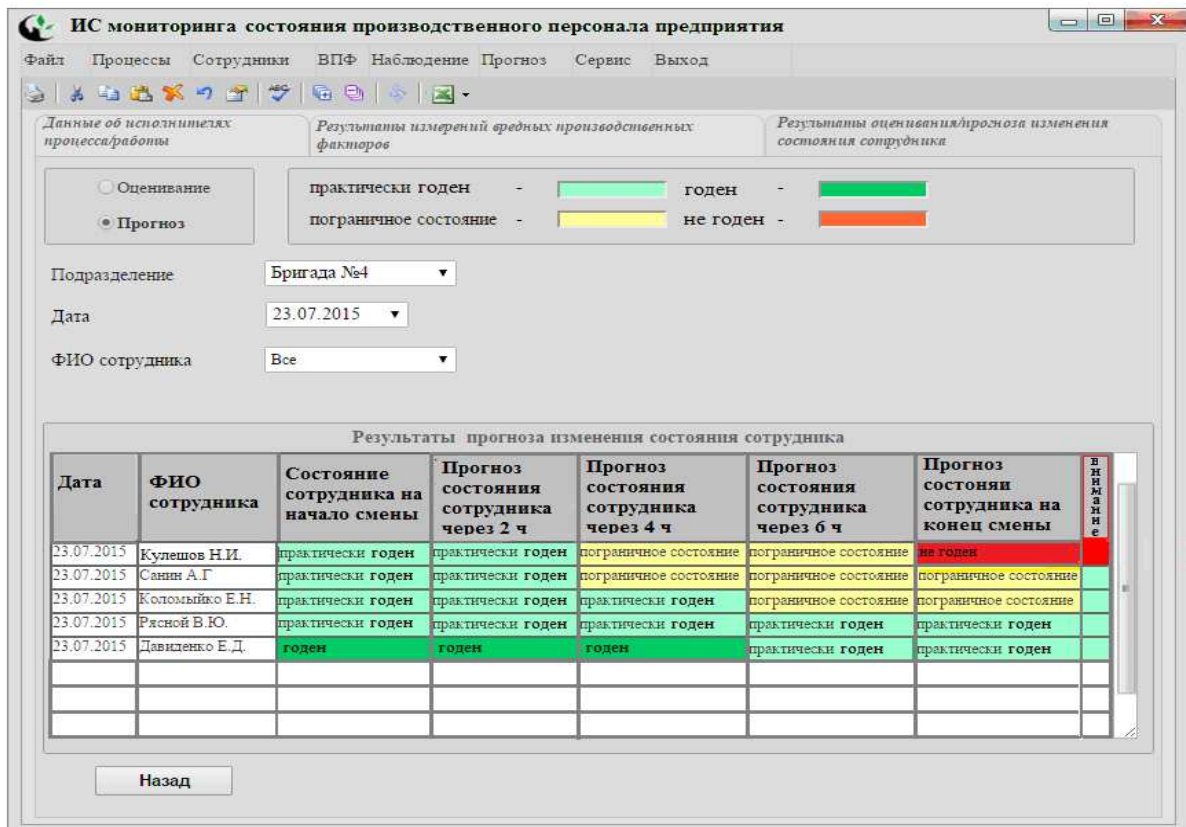 ИС мониторинга состояния производственного персонала предприятия
Файл Процессы Сотрудники ВПФ Наблюдение Прогноз Сервис Выход
Данные об исполнителях
процесса/работы
Результаты измерений вредных производственных
факторов
Результаты оценивания/прогноза изменения
состояния сотрудника
Оценивание
Прогноз
практически годен - годен -
пограничное состояние - не годен -
Подразделение Бригада №4
Дата 23.07.2015
ФИО сотрудника Все
Результаты прогноза изменения состояния сотрудника
Дата
ФИО
сотрудника
Состояние
сотрудника на
начало смены
Прогноз
состояния
сотрудника
через 2 ч
Прогноз
состояния
сотрудника
через 4 ч
Прогноз
состояния
сотрудника
через 6 ч
Прогноз
состояни
сотрудника на
конец смены
внимание
23.07.2015 Кулешов Н.И. практически годен практически годен пограничное состояние пограничное состояние не годен
23.07.2015 Санин А.Г практически годен практически годен пограничное состояние пограничное состояние пограничное состояние
23.07.2015 Коломыйко Е.Н. практически годен практически годен практически годен пограничное состояние пограничное состояние
23.07.2015 Рясной В.Ю. практически годен практически годен практически годен практически годен практически годен
23.07.2015 Давиденко Е.Д. годен годен годен практически годен практически годен
Назад